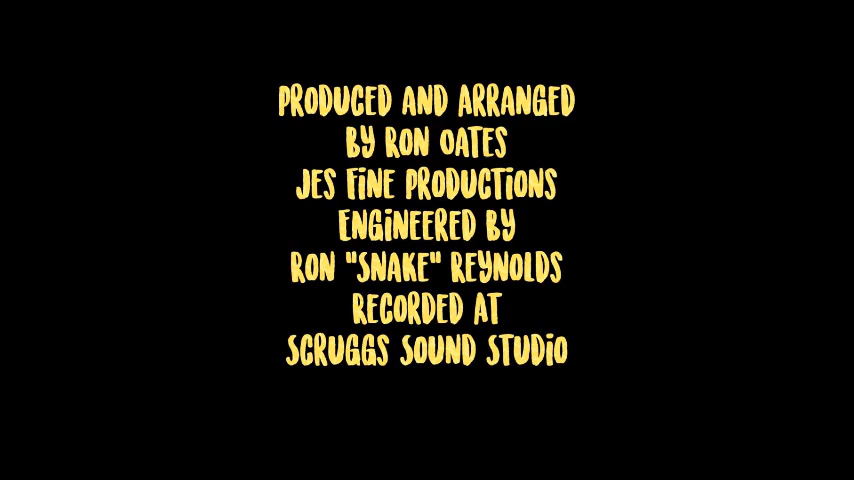 PRODUCED AND ARRANGED
BY RON OATES
JES FINE PRODUCTIONS
ENGINEERED BY
RON "SNAKE" REYNOLDS
RECORDED AT
SCRUGGS SOUND STUDIO